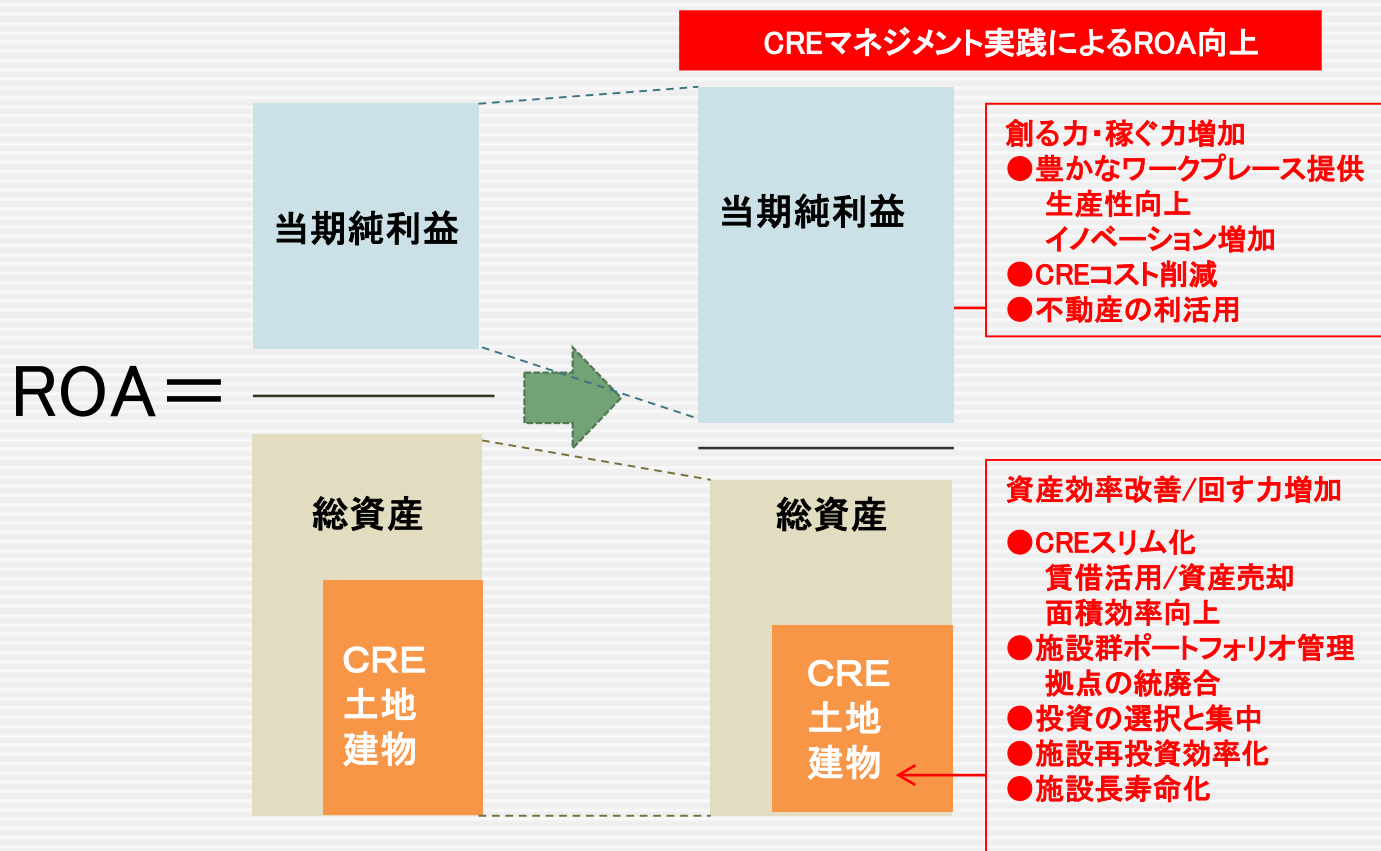 CREマネジメント実践によるROA向上
ROA＝
当期純利益
総資産
CRE
土地
建物
当期純利益
総資産
CRE
土地
建物
創る力・稼ぐ力増加
●豊かなワークプレース提供
生産性向上
イノベーション増加
●CREコスト削減
●不動産の利活用
資産効率改善/回す力増加
●CREスリム化
賃借活用/資産売却
面積効率向上
●施設群ポートフォリオ管理
拠点の統廃合
●投資の選択と集中
●施設再投資効率化
●施設長寿命化